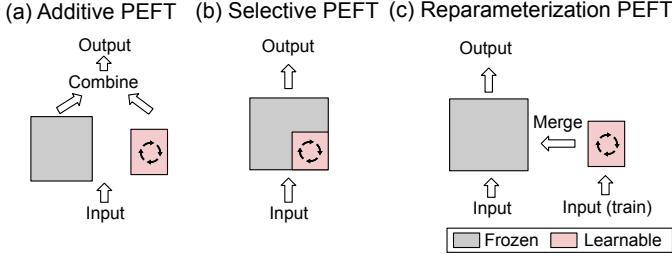 (a) Additive PEFT
Output
Combine
Input
(b) Selective PEFT
Output
Input
(c) Reparameterization PEFT
Output
Merge
Input
Input (train)
Frozen
Learnable